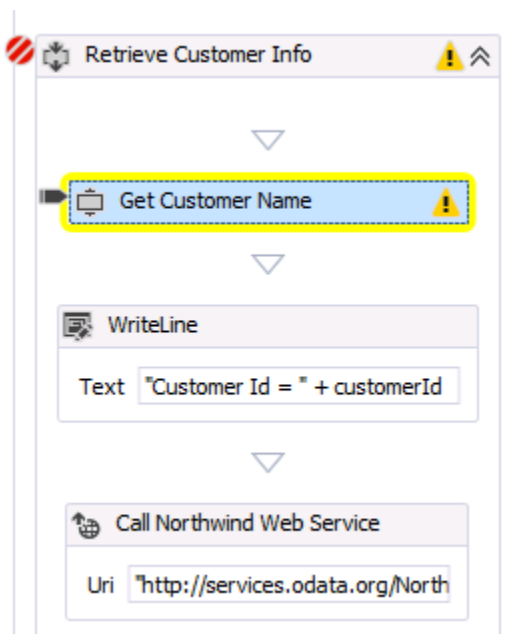 Retrieve Customer Info
Get Customer Name
WriteLine
Text "Customer Id = " + customerId
Call Northwind Web Service
Uri "http://services.odata.org/North